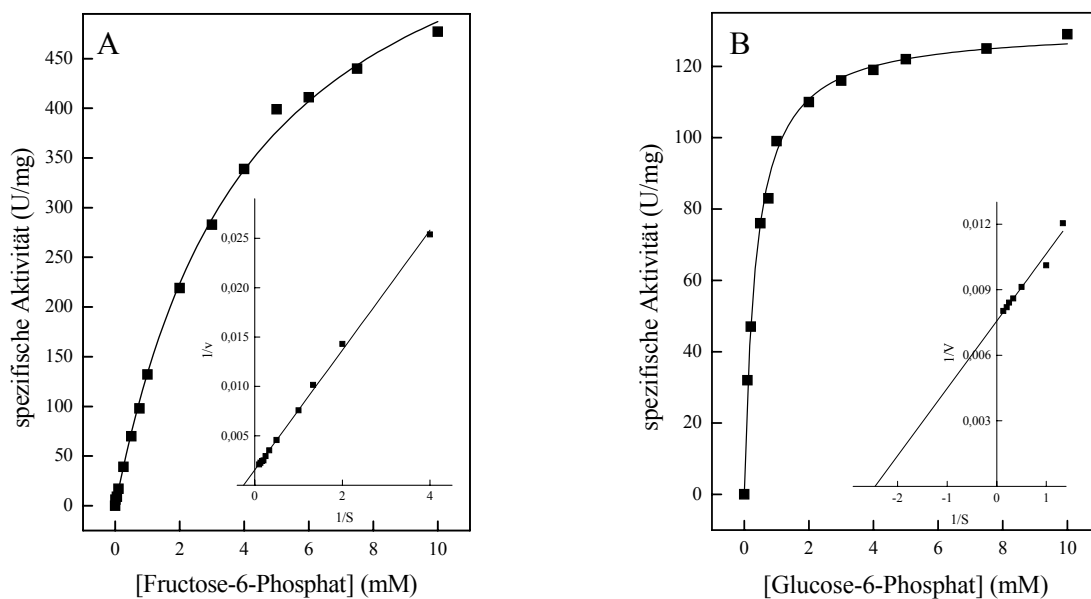 A
spezifische Aktivität (U/mg)
450
400
350
300
250
200
150
100
50
0
0 2 4 6 8 10
[Fructose-6-Phosphat] (mM)
1/v
0,025
0,020
0,015
0,010
0,005
0 2 4
1/S
B
spezifische Aktivität (U/mg)
120
100
80
60
40
20
0
0 2 4 6 8 10
[Glucose-6-Phosphat] (mM)
1/V
0,012
0,009
0,006
0,003
-2 -1 0 1
1/S